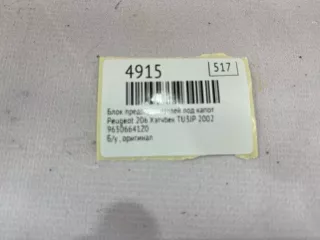 4915
517
Блок предохранителей под капот
Peugeot 206 Хэтчбек TU3JP 2002
9650664120
Б/у, оригинал